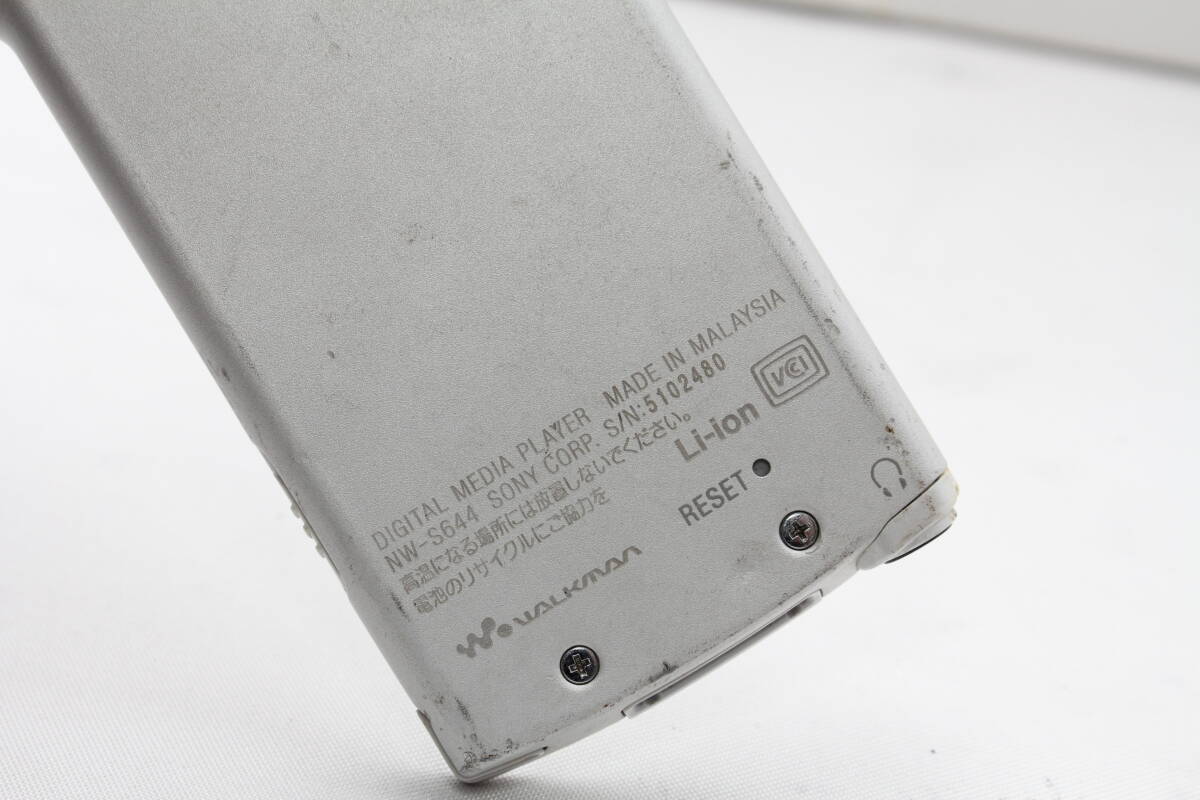 DIGITAL MEDIA PLAYER MADE IN MALAYSIA
NW-S644 SONY CORP. S/N:5102480
高温になる場所には放置しないでください。
電池のリサイクルにご協力を
Li-ion
VCCI
RESET
WALKMAN